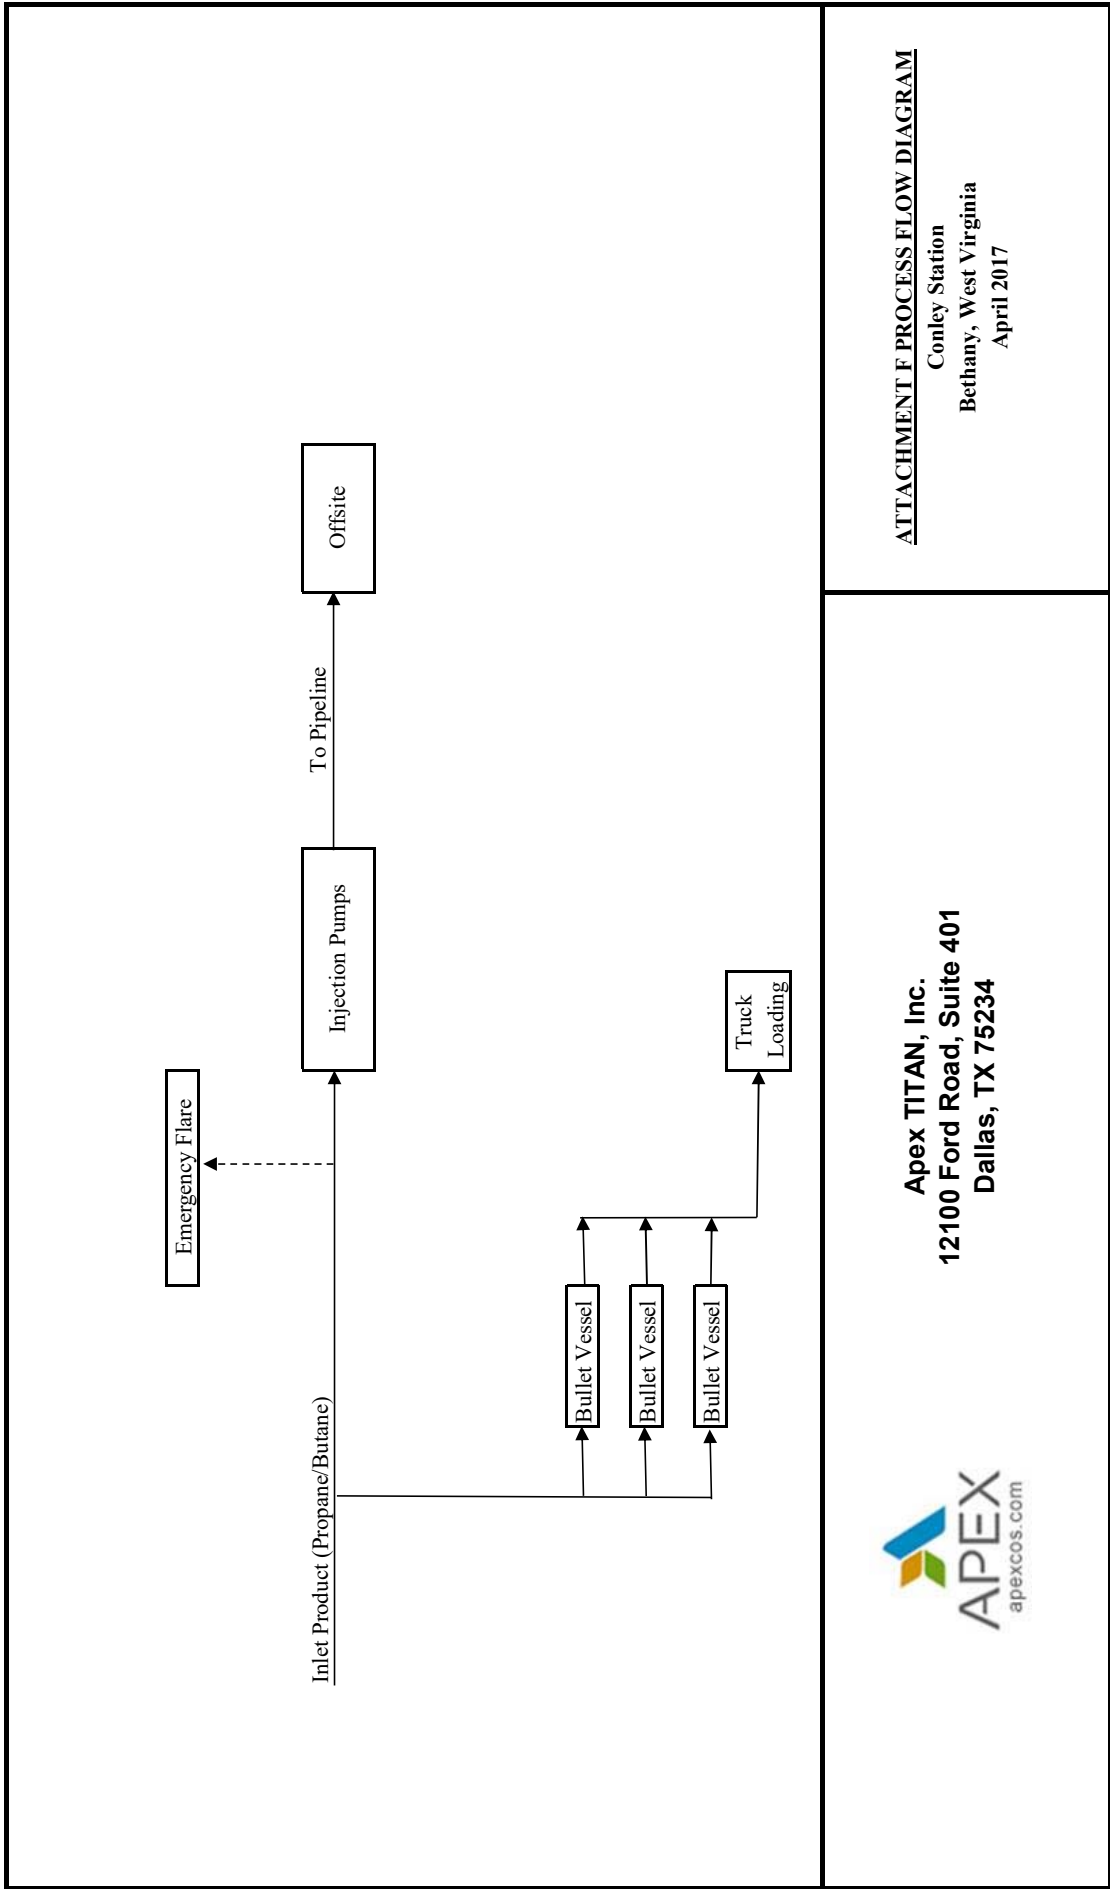 Emergency Flare
Inlet Product (Propane/Butane)
Injection Pumps
To Pipeline
Offsite
Bullet Vessel
Bullet Vessel
Bullet Vessel
Truck
Loading
APEX
apexcos.com
Apex TITAN, Inc.
12100 Ford Road, Suite 401
Dallas, TX 75234
ATTACHMENT F PROCESS FLOW DIAGRAM
Conley Station
Bethany, West Virginia
April 2017